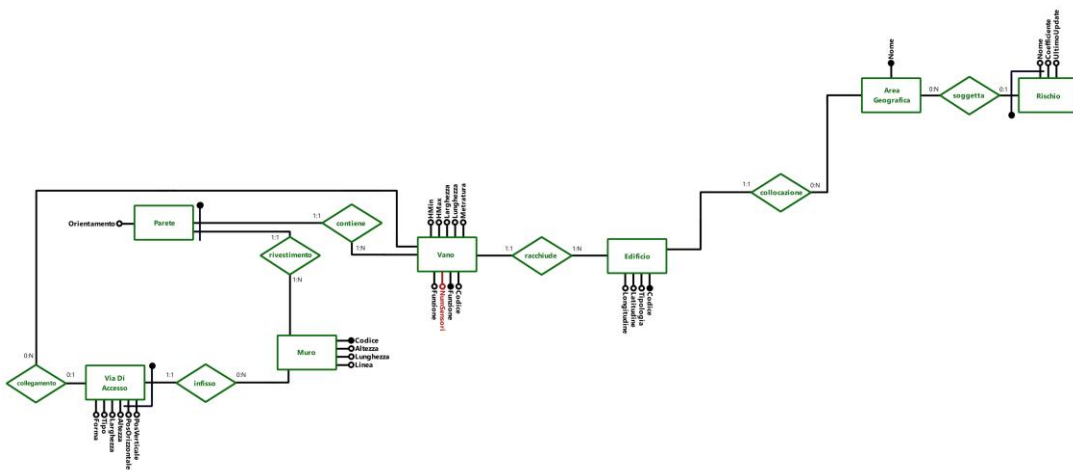 Nome
Nome
Coefficiente
UltimoUpdate
Area
Geografica
0:N
soggetta
0:1
Rischio
1:1
collocazione
0:N
HMin
HMax
Larghezza
Lunghezza
Metratura
Orientamento
Parete
1:1
contiene
1:N
1:1
rivestimento
1:N
Vano
1:1
racchiude
1:N
Edificio
Funzione
NumSensori
Funzione
Codice
Longitudine
Latitudine
Tipologia
Codice
Muro
Codice
Altezza
Lunghezza
Linea
0:N
collegamento
0:1
Via Di
Accesso
1:1
infisso
0:N
Forma
Tipo
Larghezza
Altezza
PosOrizzontale
PosVerticale